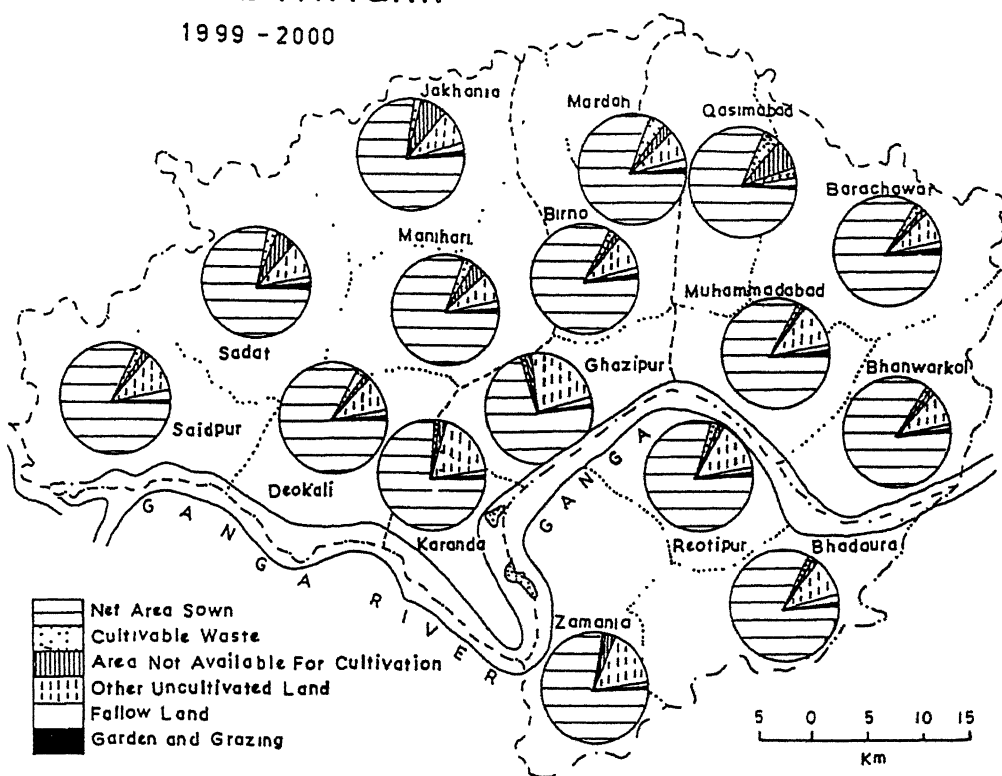 1999 - 2000
Jakhania
Mardah
Qasimabad
Barachawar
Birno
Manihari
Muhammadabad
Sadat
Ghazipur
Bhanwarkol
Saidpur
Deokali
Karanda
Reotipur
Bhadaura
Zamania
GANGA RIVER
GANGA
Net Area Sown
Cultivable Waste
Area Not Available For Cultivation
Other Uncultivated Land
Fallow Land
Garden and Grazing
5 0 5 10 15
Km